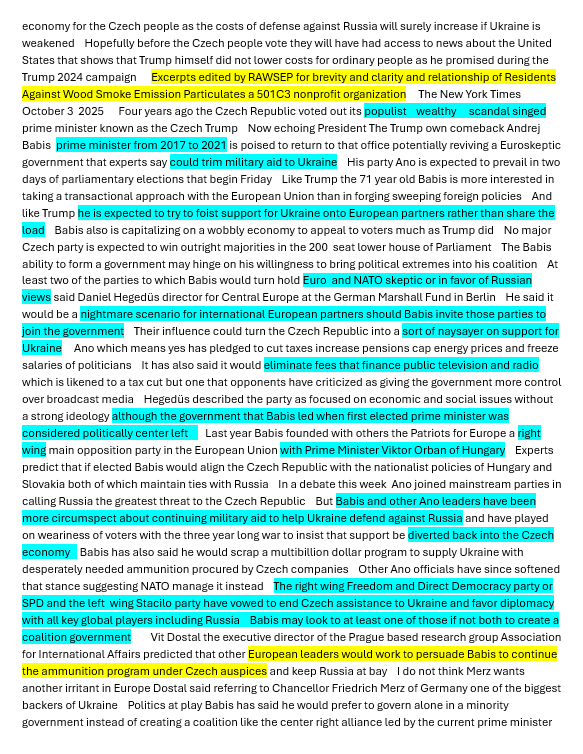 economy for the Czech people as the costs of defense against Russia will surely increase if Ukraine is
weakened    Hopefully before the Czech people vote they will have had access to news about the United
States that shows that Trump himself did not lower costs for ordinary people as he promised during the
Trump 2024 campaign     Excerpts edited by RAWSEP for brevity and clarity and relationship of Residents
Against Wood Smoke Emission Particulates a 501C3 nonprofit organization    The New York Times
October 3  2025     Four years ago the Czech Republic voted out its populist    wealthy    scandal singed
prime minister known as the Czech Trump    Now echoing President The Trump own comeback Andrej
Babis  prime minister from 2017 to 2021 is poised to return to that office potentially reviving a Euroskeptic
government that experts say could trim military aid to Ukraine    His party Ano is expected to prevail in two
days of parliamentary elections that begin Friday    Like Trump the 71 year old Babis is more interested in
taking a transactional approach with the European Union than in forging sweeping foreign policies    And
like Trump he is expected to try to foist support for Ukraine onto European partners rather than share the
load    Babis also is capitalizing on a wobbly economy to appeal to voters much as Trump did    No major
Czech party is expected to win outright majorities in the 200  seat lower house of Parliament    The Babis
ability to form a government may hinge on his willingness to bring political extremes into his coalition    At
least two of the parties to which Babis would turn hold Euro  and NATO skeptic or in favor of Russian
views said Daniel Hegedüs director for Central Europe at the German Marshall Fund in Berlin    He said it
would be a nightmare scenario for international European partners should Babis invite those parties to
join the government    Their influence could turn the Czech Republic into a sort of naysayer on support for
Ukraine    Ano which means yes has pledged to cut taxes increase pensions cap energy prices and freeze
salaries of politicians    It has also said it would eliminate fees that finance public television and radio
which is likened to a tax cut but one that opponents have criticized as giving the government more control
over broadcast media    Hegedüs described the party as focused on economic and social issues without
a strong ideology although the government that Babis led when first elected prime minister was
considered politically center left    Last year Babis founded with others the Patriots for Europe a right
wing main opposition party in the European Union with Prime Minister Viktor Orban of Hungary    Experts
predict that if elected Babis would align the Czech Republic with the nationalist policies of Hungary and
Slovakia both of which maintain ties with Russia    In a debate this week  Ano joined mainstream parties in
calling Russia the greatest threat to the Czech Republic    But Babis and other Ano leaders have been
more circumspect about continuing military aid to help Ukraine defend against Russia and have played
on weariness of voters with the three year long war to insist that support be diverted back into the Czech
economy    Babis has also said he would scrap a multibillion dollar program to supply Ukraine with
desperately needed ammunition procured by Czech companies    Other Ano officials have since softened
that stance suggesting NATO manage it instead    The right wing Freedom and Direct Democracy party or
SPD and the left  wing Stacilo party have vowed to end Czech assistance to Ukraine and favor diplomacy
with all key global players including Russia    Babis may look to at least one of those if not both to create a
coalition government      Vit Dostal the executive director of the Prague based research group Association
for International Affairs predicted that other European leaders would work to persuade Babis to continue
the ammunition program under Czech auspices and keep Russia at bay    I do not think Merz wants
another irritant in Europe Dostal said referring to Chancellor Friedrich Merz of Germany one of the biggest
backers of Ukraine    Politics at play Babis has said he would prefer to govern alone in a minority
government instead of creating a coalition like the center right alliance led by the current prime minister